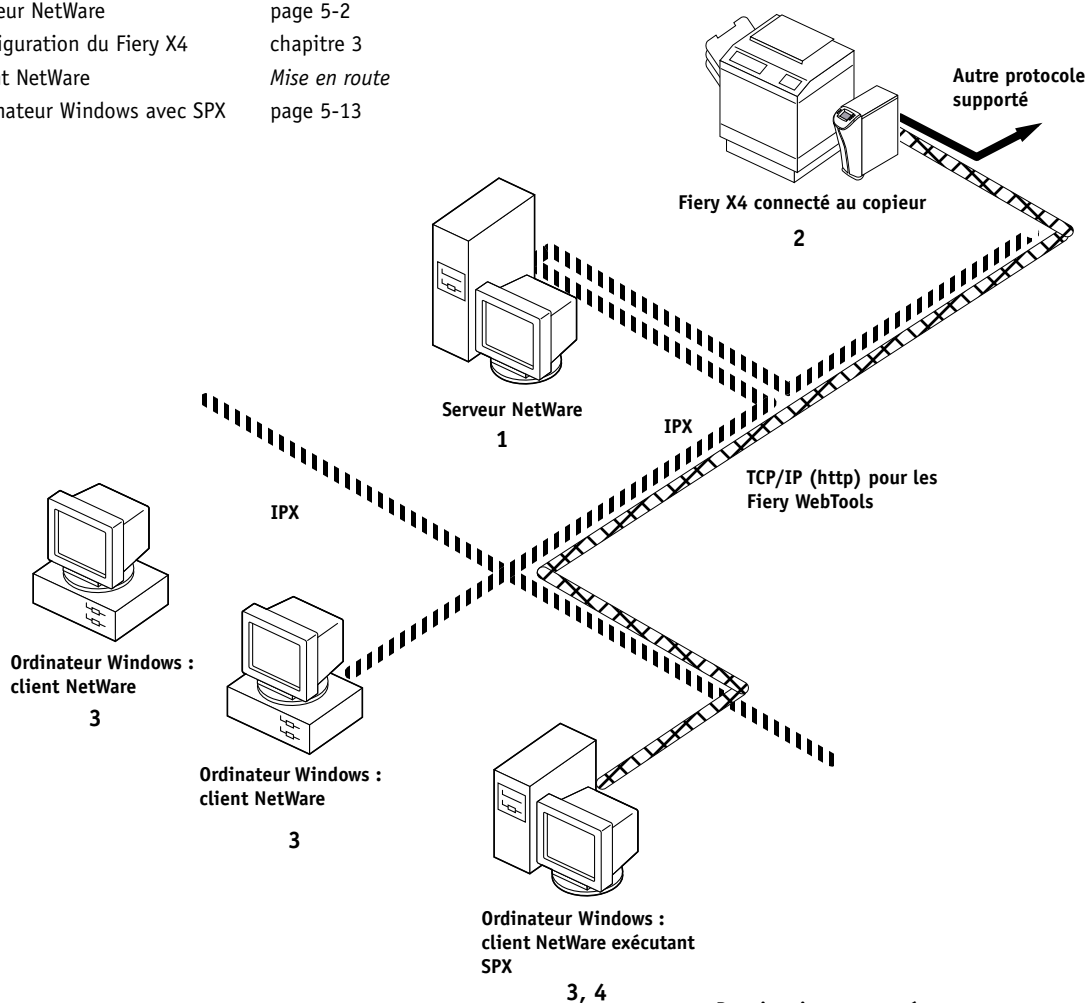 eur NetWare page 5-2
iguration du Fiery X4 chapitre 3
nt NetWare Mise en route
nateur Windows avec SPX page 5-13
Autre protocole
supporté
Fiery X4 connecté au copieur
2
Serveur NetWare
1
IPX
TCP/IP (http) pour les
Fiery WebTools
IPX
Ordinateur Windows :
client NetWare
3
Ordinateur Windows :
client NetWare
3
Ordinateur Windows :
client NetWare exécutant
SPX
3, 4